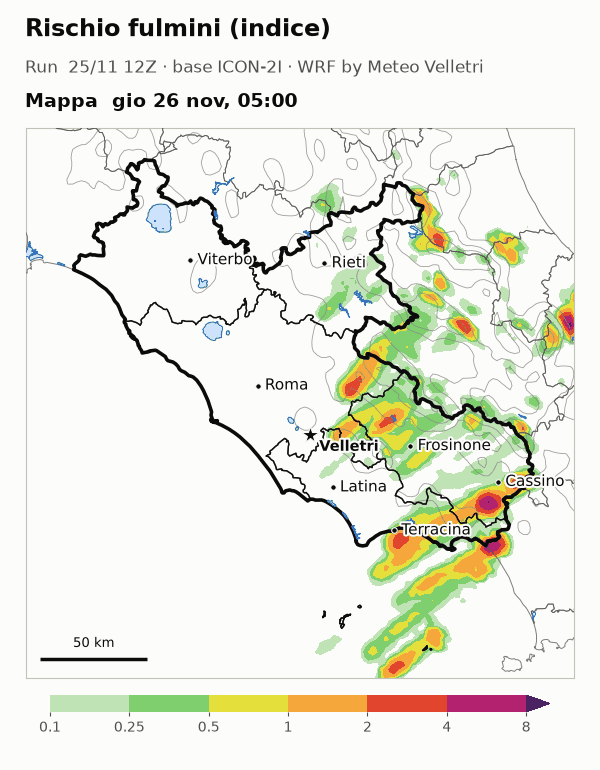 Rischio fulmini (indice)
Run  25/11 12Z · base ICON-2I · WRF by Meteo Velletri
Mappa  gio 26 nov, 05:00
Viterbo
Rieti
Roma
Velletri
Frosinone
Cassino
Latina
Terracina
50 km
0.1 0.25 0.5 1 2 4 8